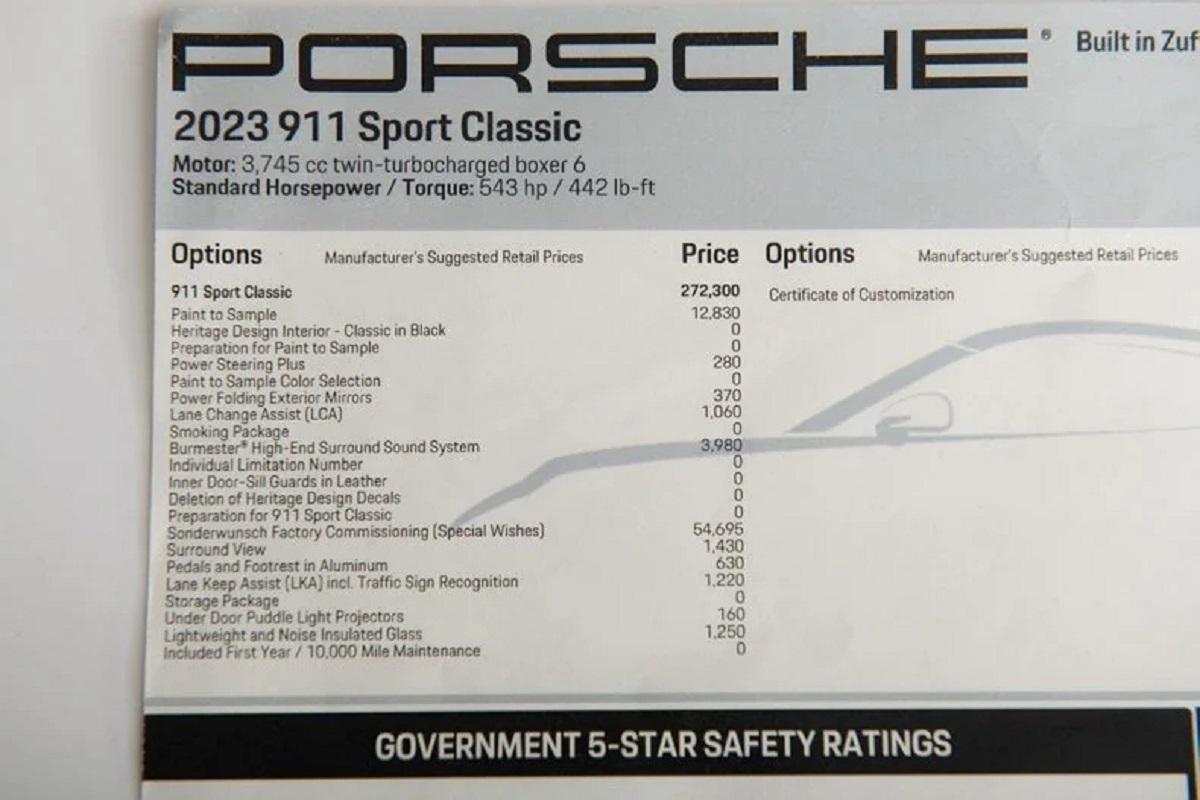 PORSCHE® Built in Zuf
2023 911 Sport Classic
Motor: 3,745 cc twin-turbocharged boxer 6
Standard Horsepower / Torque: 543 hp / 442 lb-ft
Options Manufacturer's Suggested Retail Prices Price Options Manufacturer's Suggested Retail Prices
911 Sport Classic 272,300 Certificate of Customization
Paint to Sample 12,830
Heritage Design Interior - Classic in Black 0
Preparation for Paint to Sample 0
Power Steering Plus 280
Paint to Sample Color Selection 0
Power Folding Exterior Mirrors 370
Lane Change Assist (LCA) 1,060
Smoking Package 0
Burmester® High-End Surround Sound System 3,980
Individual Limitation Number 0
Inner Door-Sill Guards in Leather 0
Deletion of Heritage Design Decals 0
Preparation for 911 Sport Classic 0
Sonderwunsch Factory Commissioning (Special Wishes) 54,695
Surround View 1,430
Pedals and Footrest in Aluminum 630
Lane Keep Assist (LKA) incl. Traffic Sign Recognition 1,220
Storage Package 0
Under Door Puddle Light Projectors 160
Lightweight and Noise Insulated Glass 1,250
Included First Year / 10,000 Mile Maintenance 0
GOVERNMENT 5-STAR SAFETY RATINGS